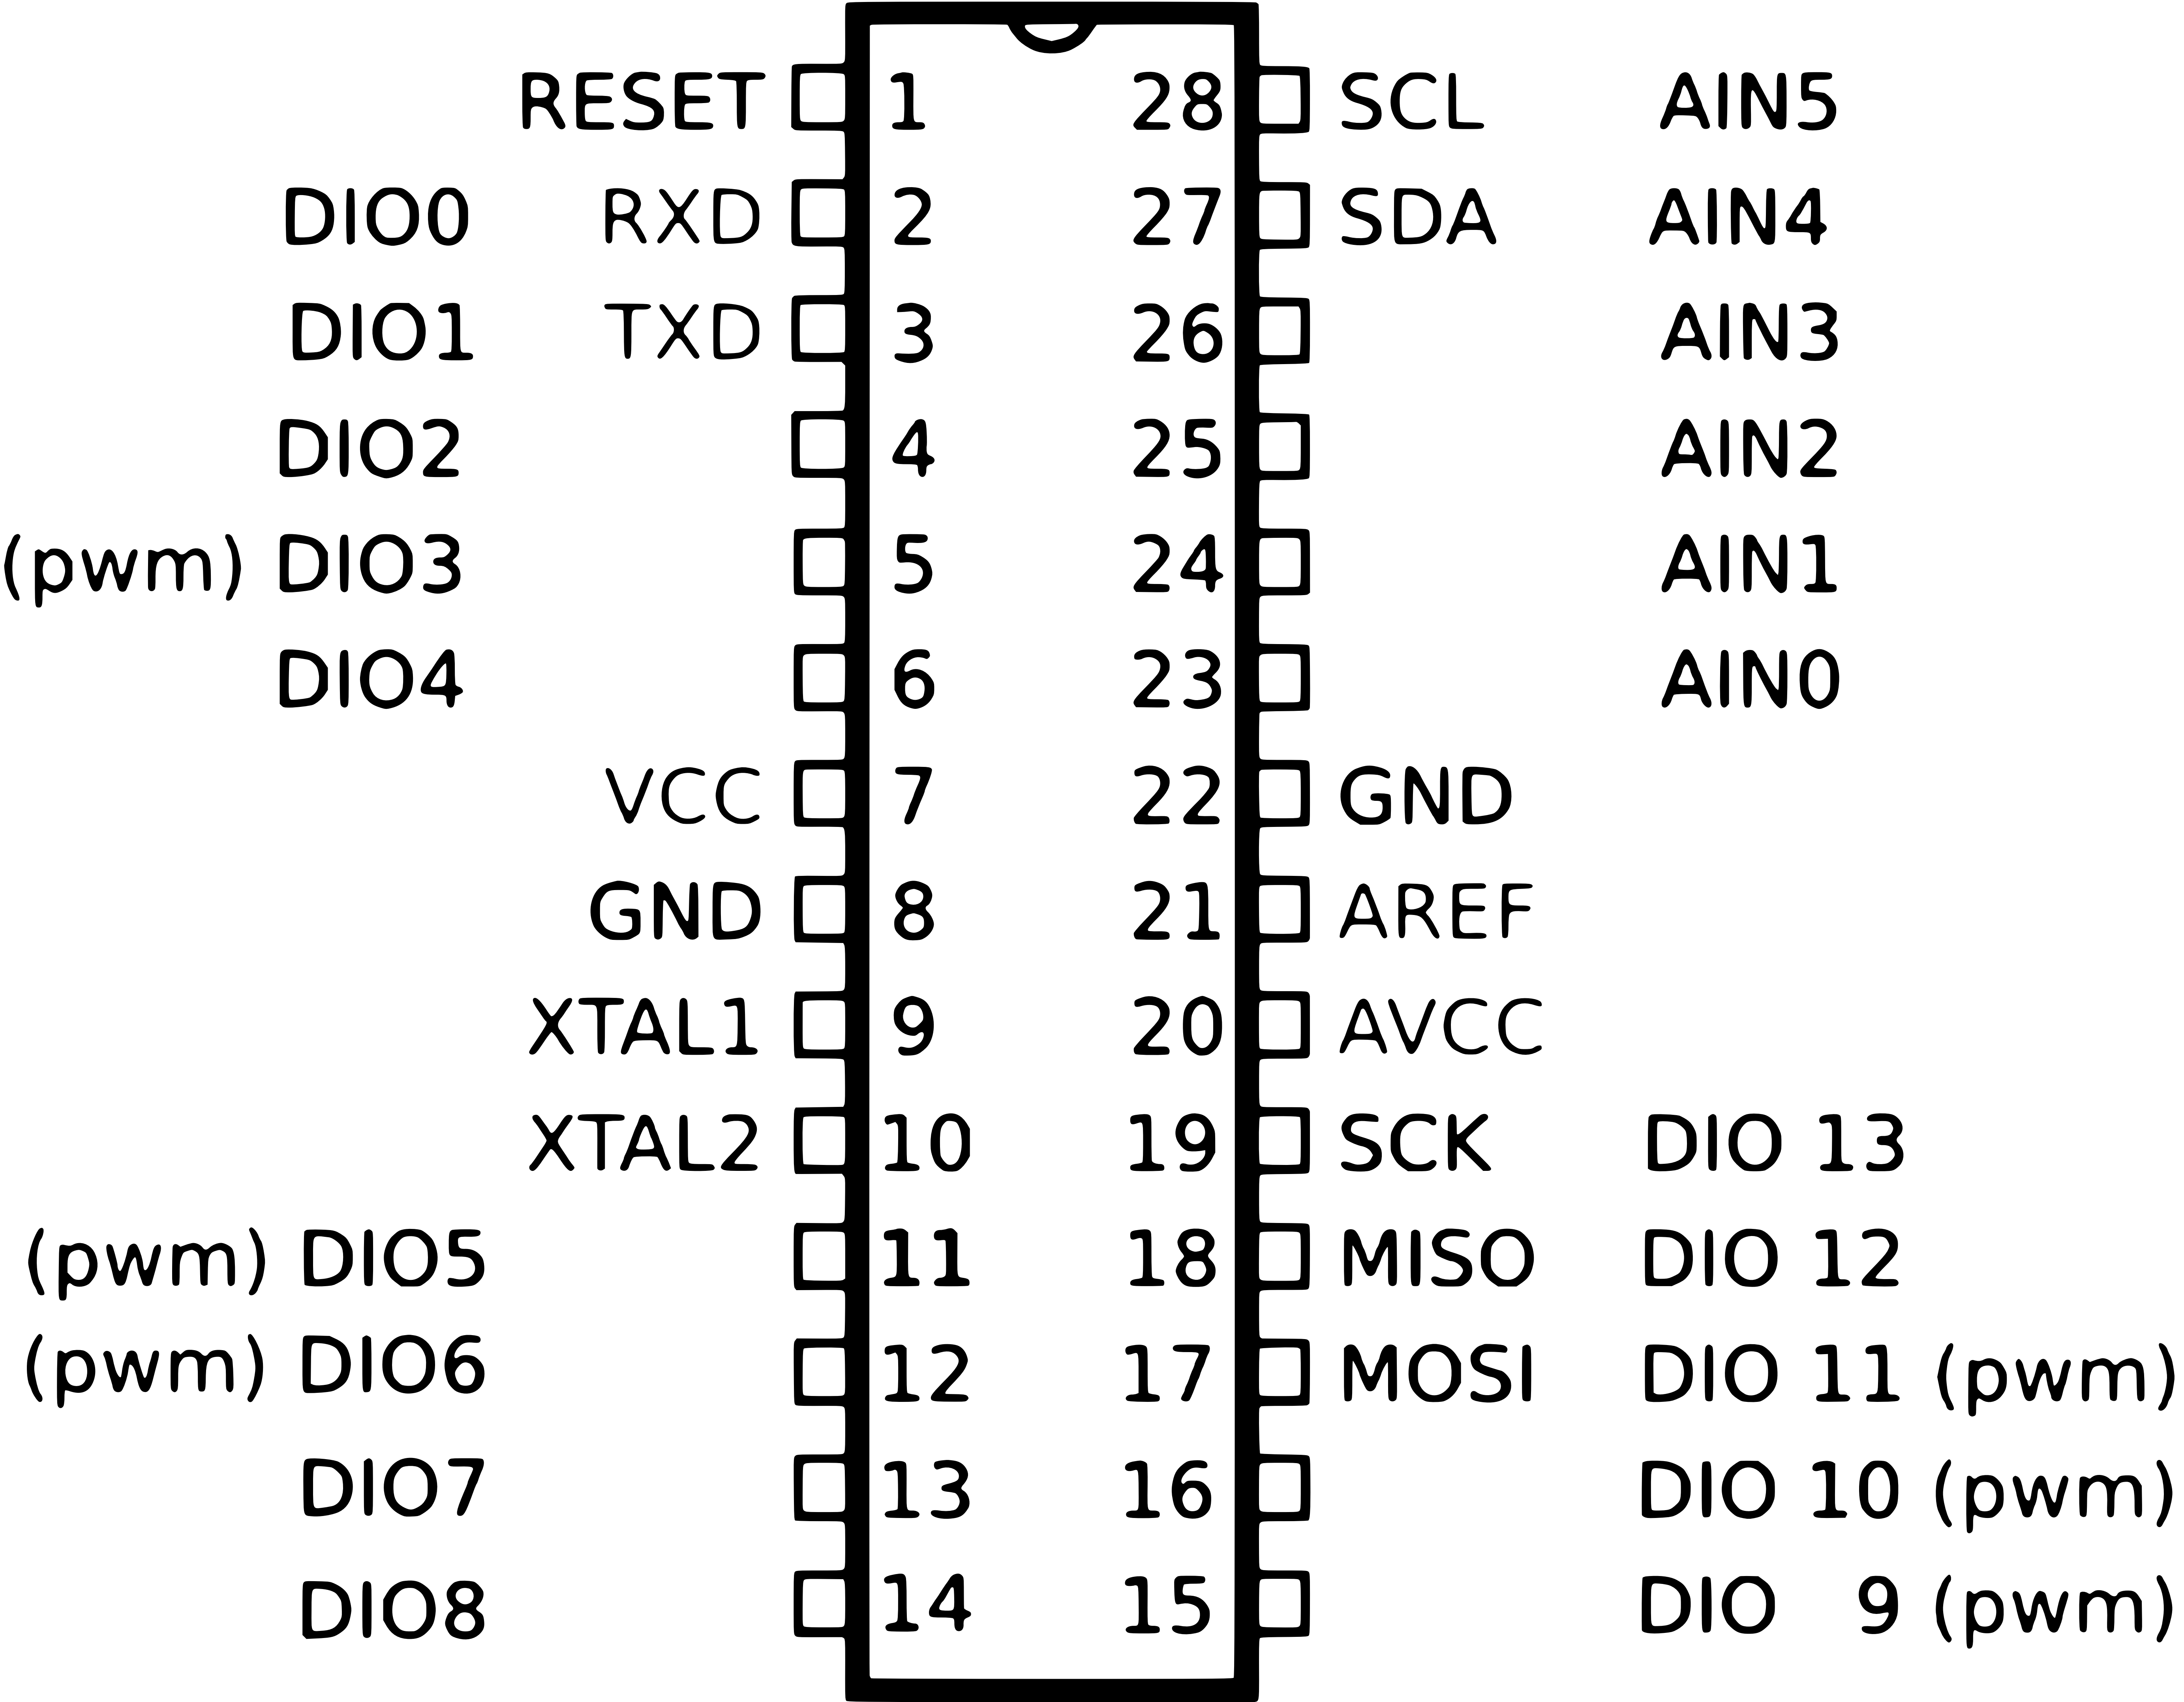 RESET 1 28 SCL AIN5
DIO0 RXD 2 27 SDA AIN4
DIO1 TXD 3 26 AIN3
DIO2 4 25 AIN2
(pwm) DIO3 5 24 AIN1
DIO4 6 23 AIN0
VCC 7 22 GND
GND 8 21 AREF
XTAL1 9 20 AVCC
XTAL2 10 19 SCK DIO 13
(pwm) DIO5 11 18 MISO DIO 12
(pwm) DIO6 12 17 MOSI DIO 11 (pwm)
DIO7 13 16 DIO 10 (pwm)
DIO8 14 15 DIO 9 (pwm)